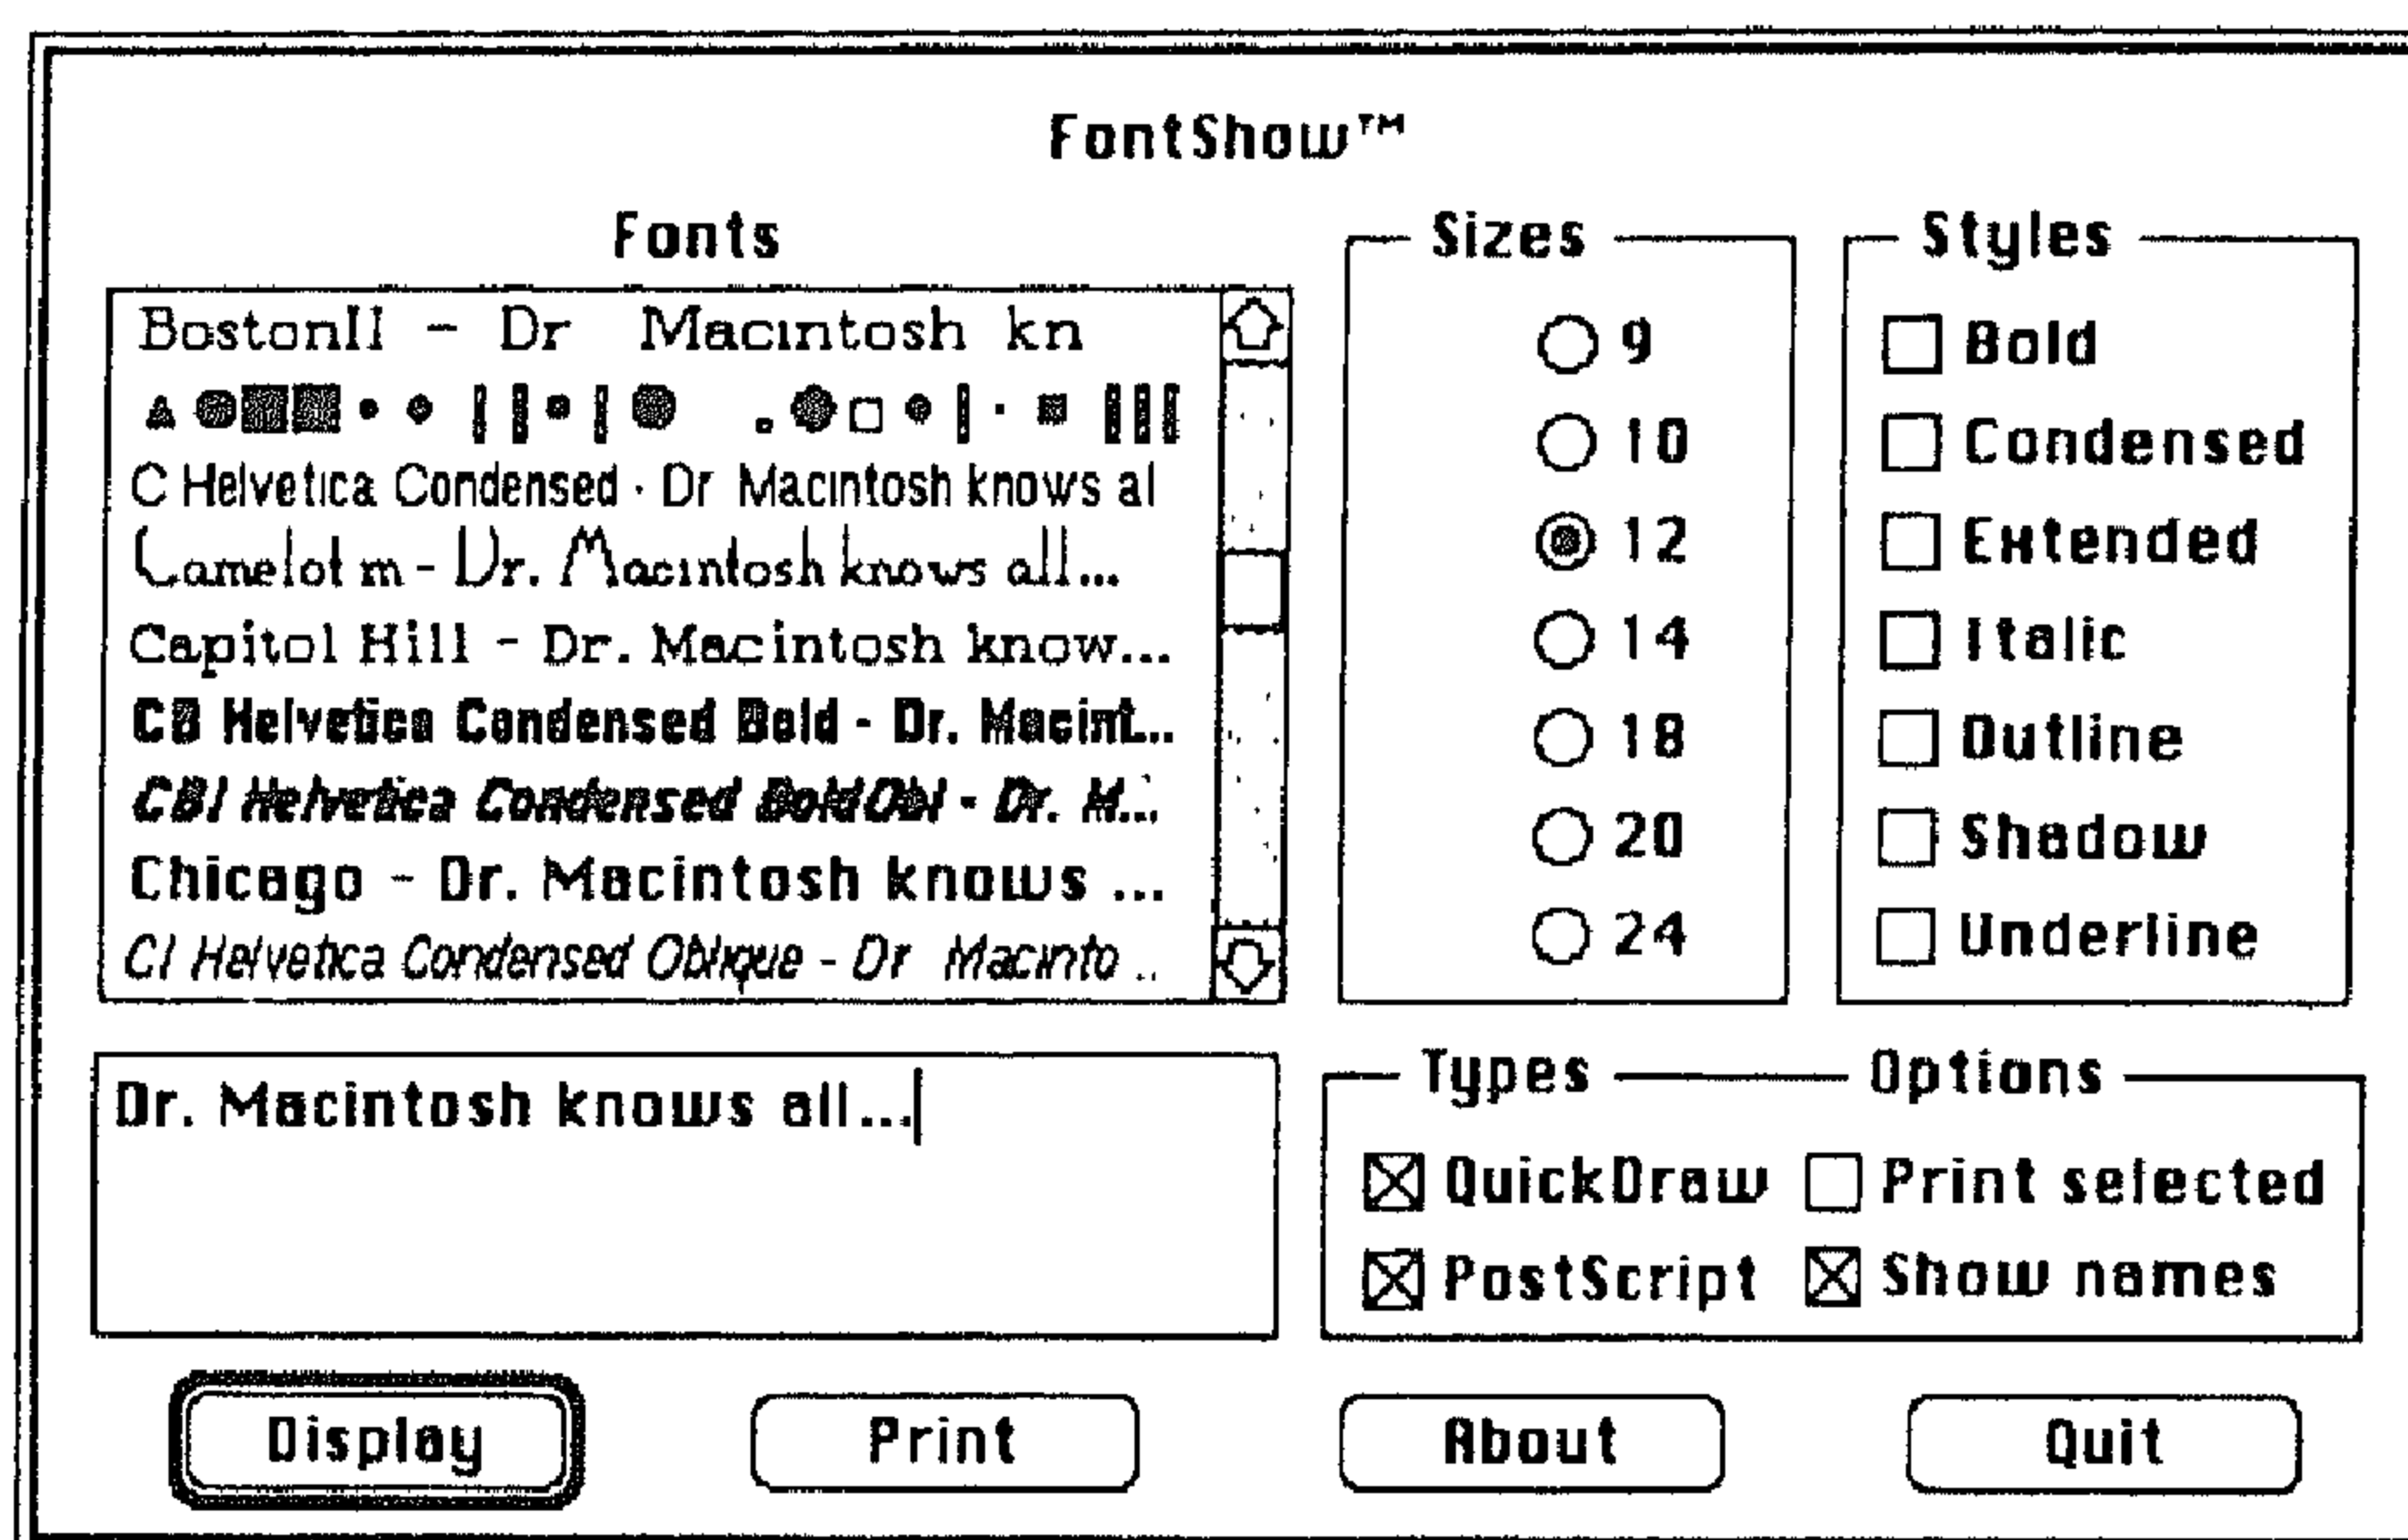 FontShow™
Fonts
BostonII - Dr Macintosh kn
C Helvetica Condensed - Dr Macintosh knows al
Camelot m - Dr. Macintosh knows all...
Capitol Hill - Dr. Macintosh know...
CB Helvetica Condensed Bold - Dr. Macint...
CBI Helvetica Condensed BoldObl - Dr. M...
Chicago - Dr. Macintosh knows ...
CI Helvetica Condensed Oblique - Dr Macinto ..
Sizes
9
10
12
14
18
20
24
Styles
Bold
Condensed
Extended
Italic
Outline
Shadow
Underline
Dr. Macintosh knows all...
Types
Options
QuickDraw
Print selected
PostScript
Show names
Display
Print
About
Quit